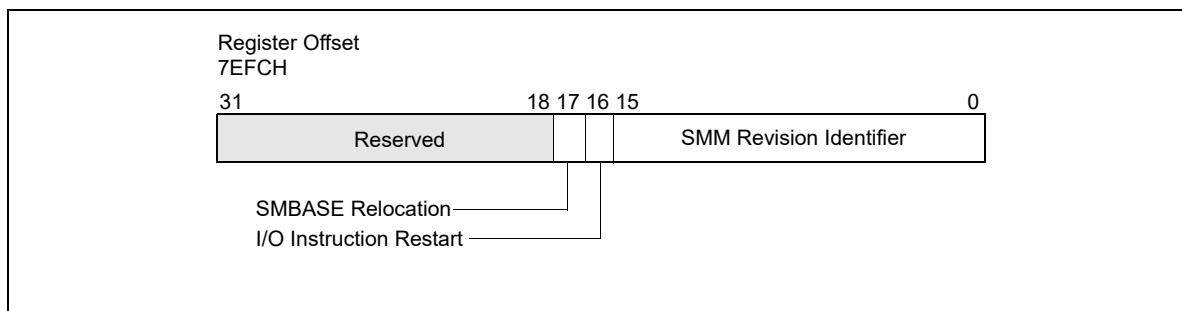 Register Offset
7EFCH
31 18 17 16 15 0
Reserved SMM Revision Identifier
SMBASE Relocation
I/O Instruction Restart